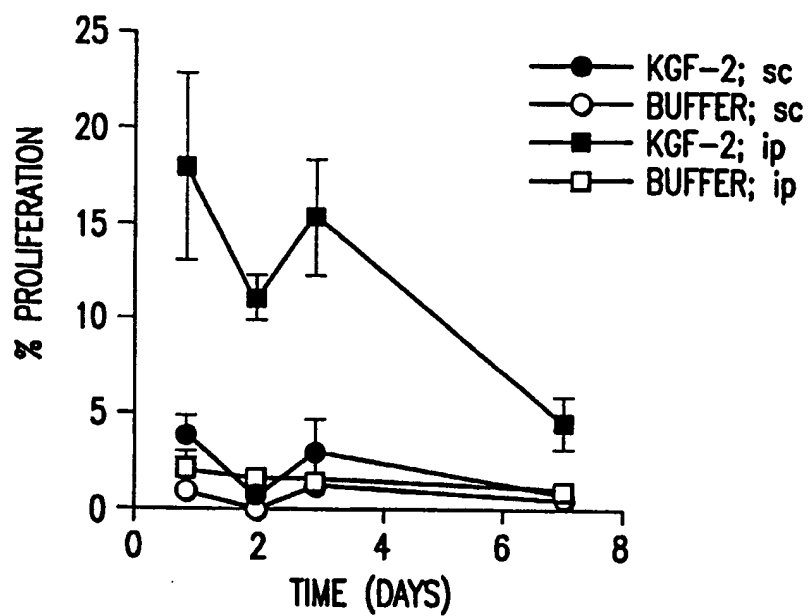 % PROLIFERATION
25
20
15
10
5
0
0 2 4 6 8
TIME (DAYS)
KGF-2; sc
BUFFER; sc
KGF-2; ip
BUFFER; ip